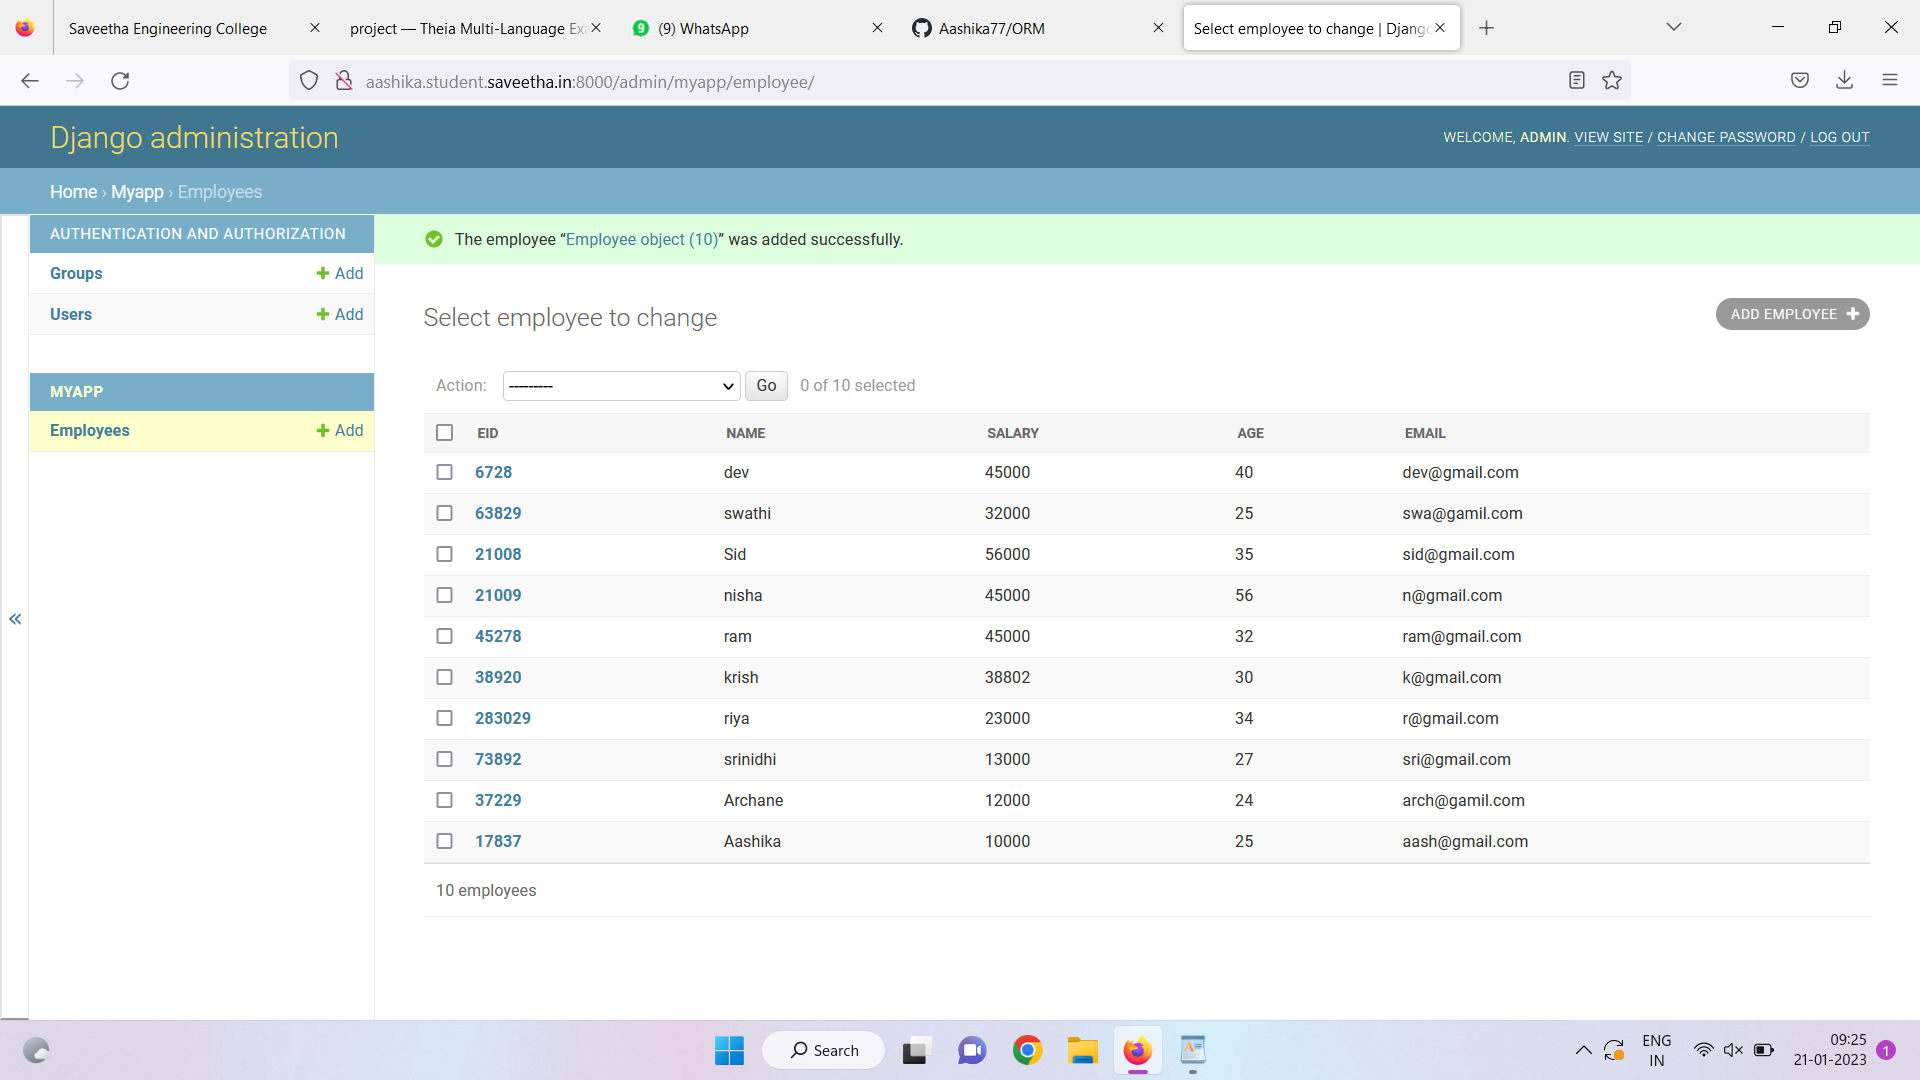 Saveetha Engineering College
project — Theia Multi-Language Exa
(9) WhatsApp
Aashika77/ORM
Select employee to change | Django
aashika.student.saveetha.in:8000/admin/myapp/employee/
Django administration
WELCOME, ADMIN. VIEW SITE / CHANGE PASSWORD / LOG OUT
Home › Myapp › Employees
AUTHENTICATION AND AUTHORIZATION
Groups + Add
Users + Add
MYAPP
Employees + Add
«
The employee “Employee object (10)” was added successfully.
Select employee to change
ADD EMPLOYEE +
Action: --------- Go 0 of 10 selected
EID NAME SALARY AGE EMAIL
6728 dev 45000 40 dev@gmail.com
63829 swathi 32000 25 swa@gamil.com
21008 Sid 56000 35 sid@gmail.com
21009 nisha 45000 56 n@gmail.com
45278 ram 45000 32 ram@gmail.com
38920 krish 38802 30 k@gmail.com
283029 riya 23000 34 r@gmail.com
73892 srinidhi 13000 27 sri@gmail.com
37229 Archane 12000 24 arch@gamil.com
17837 Aashika 10000 25 aash@gmail.com
10 employees
Search
ENG
IN
09:25
21-01-2023
1